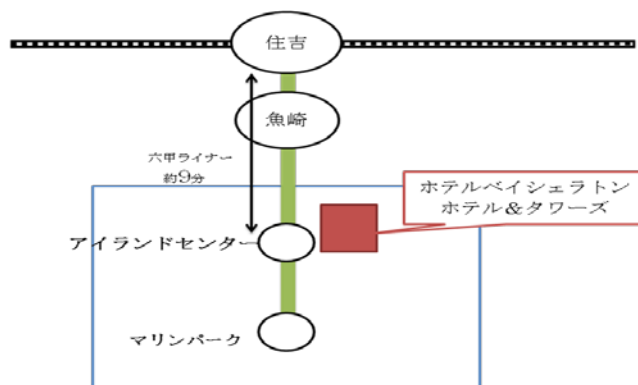 住吉
魚崎
六甲ライナー
約9分
ホテルベイシェラトン
ホテル&タワーズ
アイランドセンター
マリンパーク